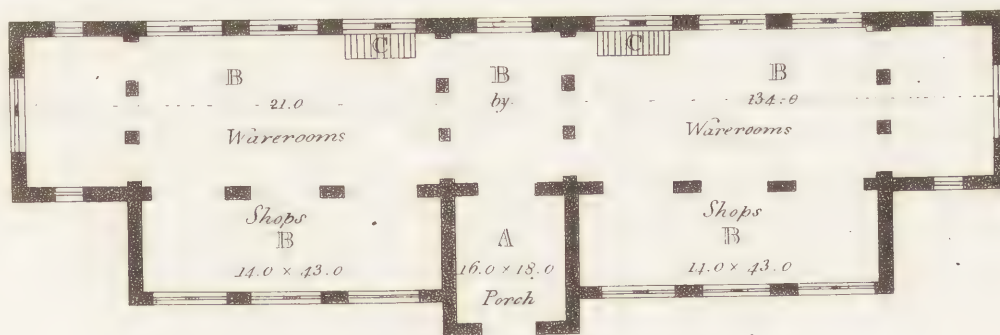 C
C
B
B
B
21.0
by
134.0
Warerooms
Warerooms
Shops
Shops
B
A
B
14.0 × 43.0
16.0 × 18.0
14.0 × 43.0
Porch